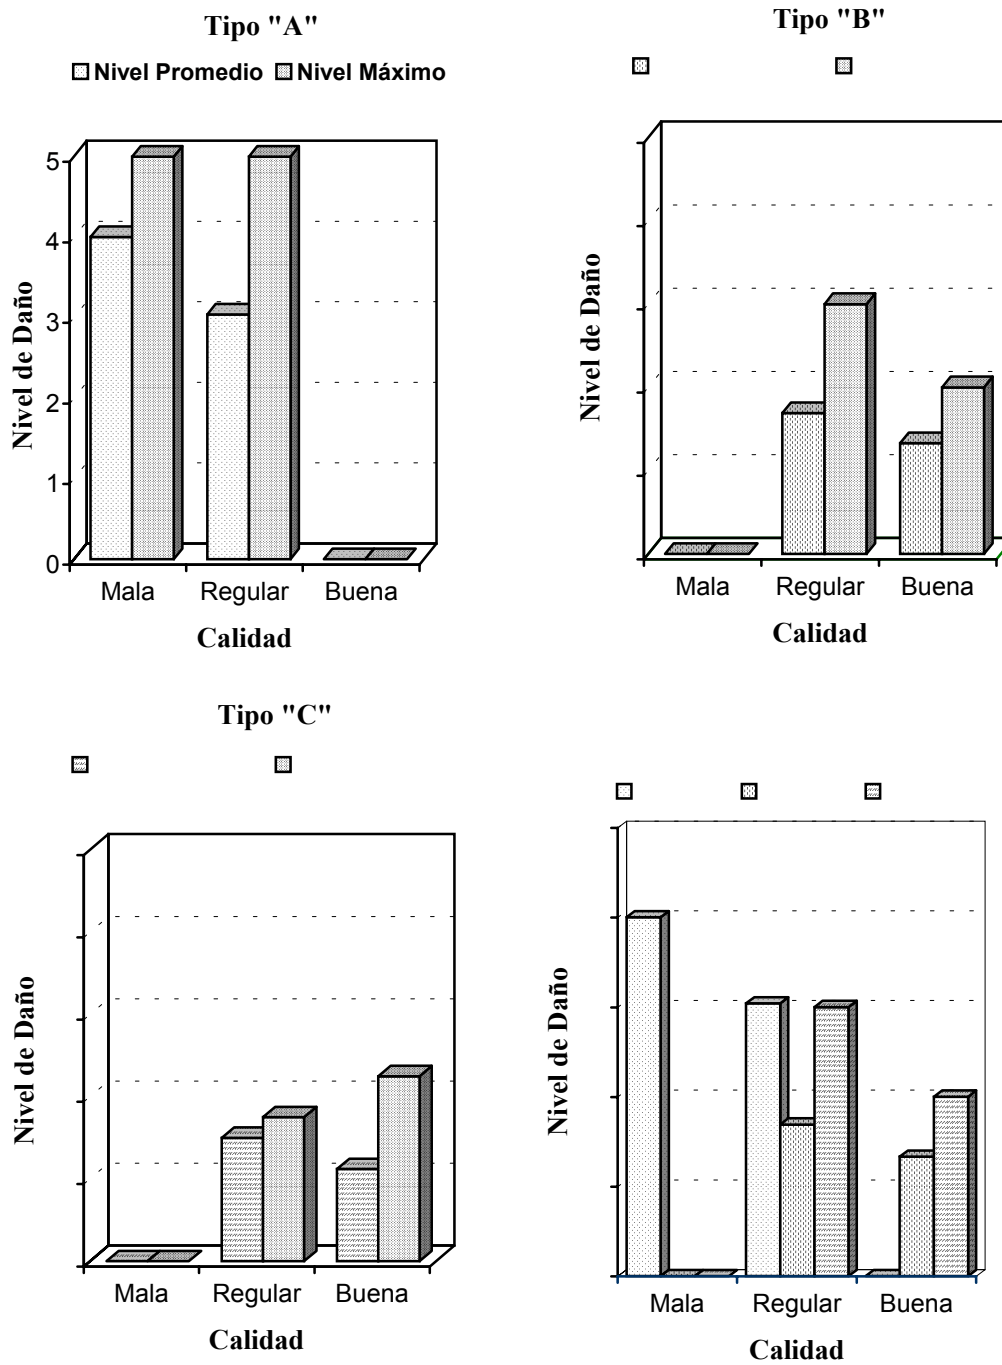 Tipo "A"
Nivel Promedio Nivel Máximo
5
4
3
2
1
0
Nivel de Daño
Mala Regular Buena
Calidad
Tipo "B"
Nivel de Daño
Mala Regular Buena
Calidad
Tipo "C"
Nivel de Daño
Mala Regular Buena
Calidad
Nivel de Daño
Mala Regular Buena
Calidad